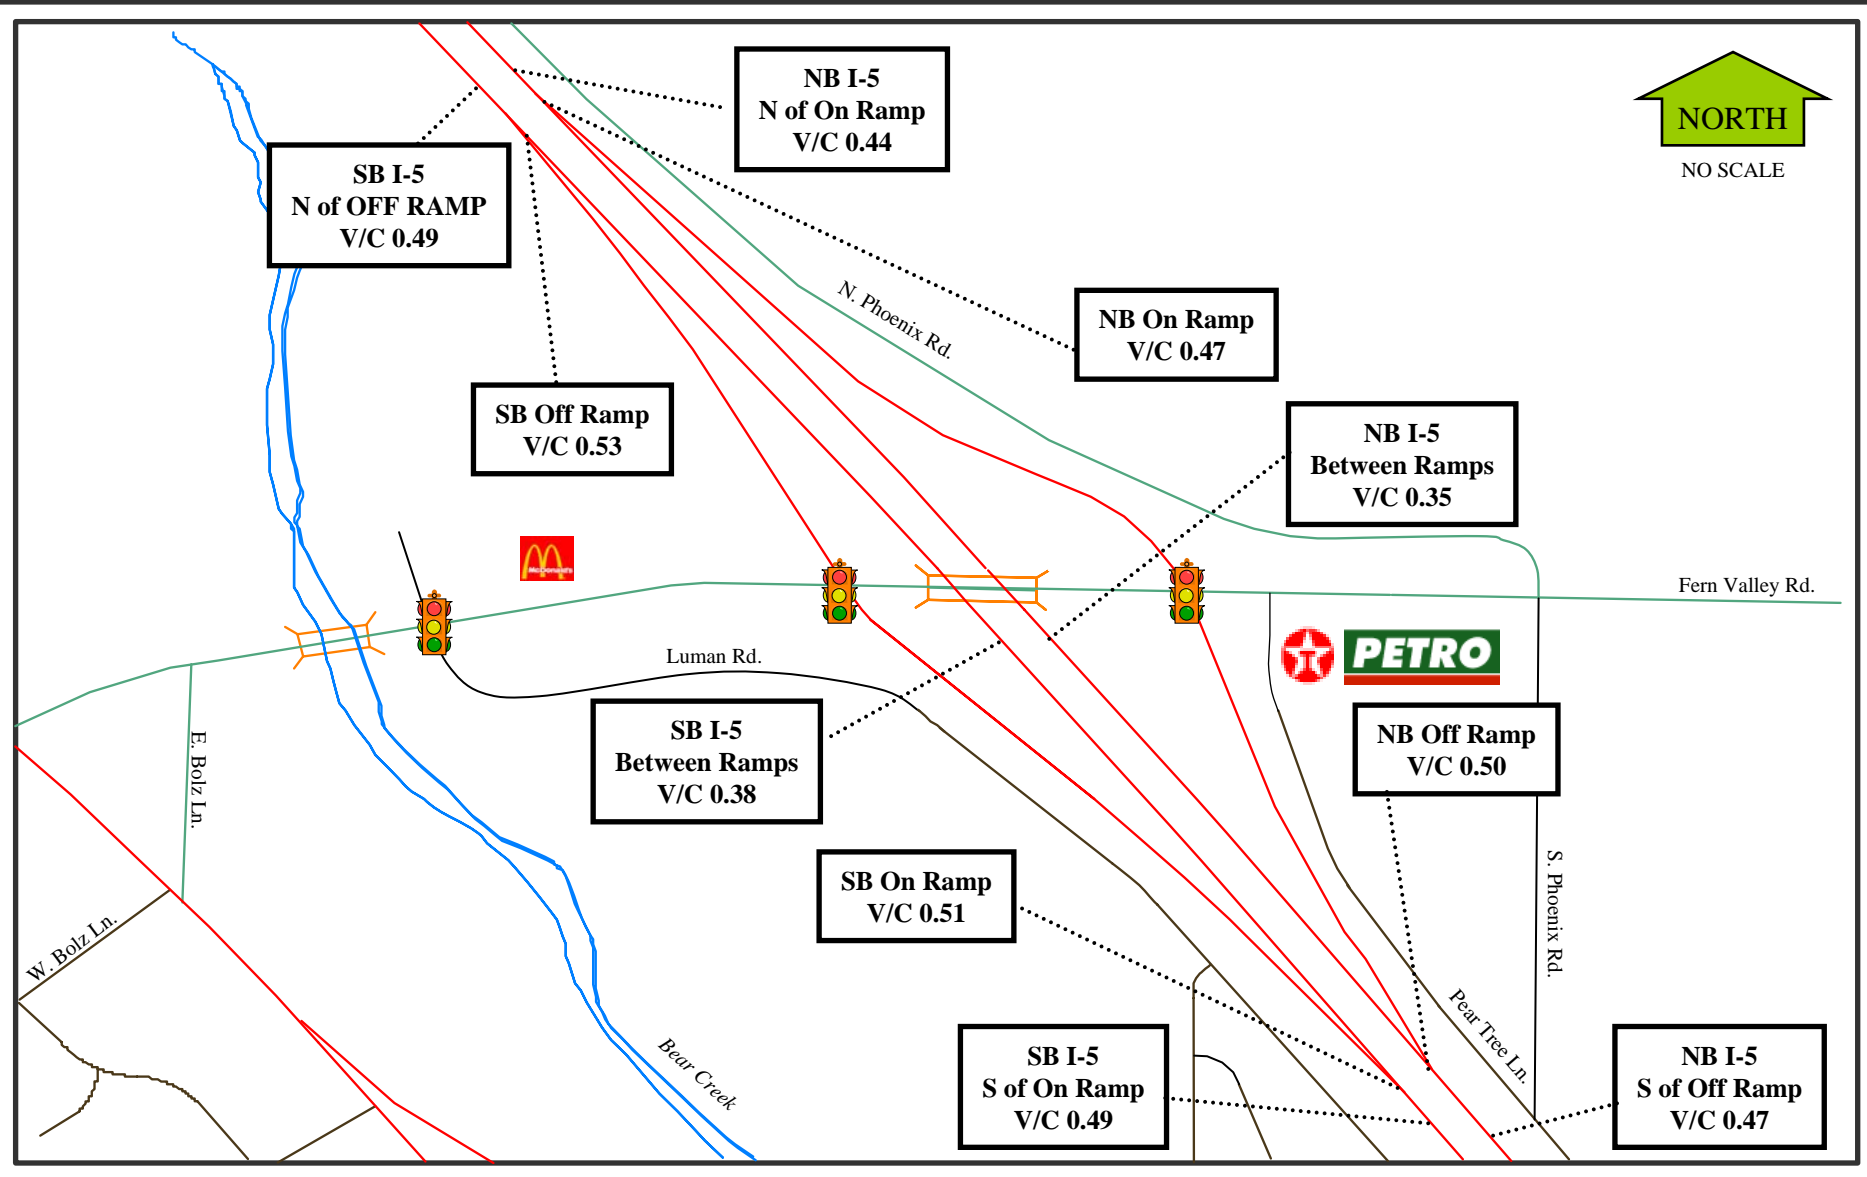 NB I-5
N of On Ramp
V/C 0.44
NORTH
NO SCALE
SB I-5
N of OFF RAMP
V/C 0.49
N. Phoenix Rd.
NB On Ramp
V/C 0.47
SB Off Ramp
V/C 0.53
NB I-5
Between Ramps
V/C 0.35
McDonald's
Fern Valley Rd.
Luman Rd.
PETRO
E. Bolz Ln.
SB I-5
Between Ramps
V/C 0.38
NB Off Ramp
V/C 0.50
SB On Ramp
V/C 0.51
S. Phoenix Rd.
W. Bolz Ln.
Pear Tree Ln.
Bear Creek
SB I-5
S of On Ramp
V/C 0.49
NB I-5
S of Off Ramp
V/C 0.47